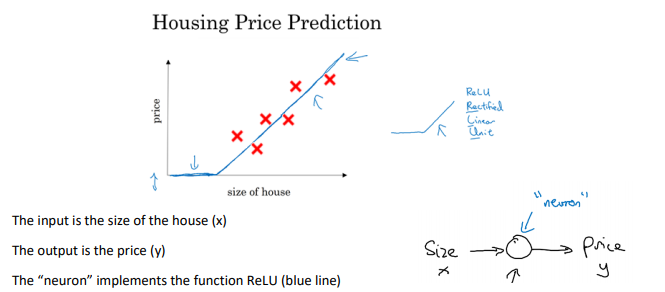 Housing Price Prediction
price
size of house
ReLU
Rectified
Linear
Unit
"neuron"
The input is the size of the house (x)
The output is the price (y)
The “neuron” implements the function ReLU (blue line)
Size
x
Price
y